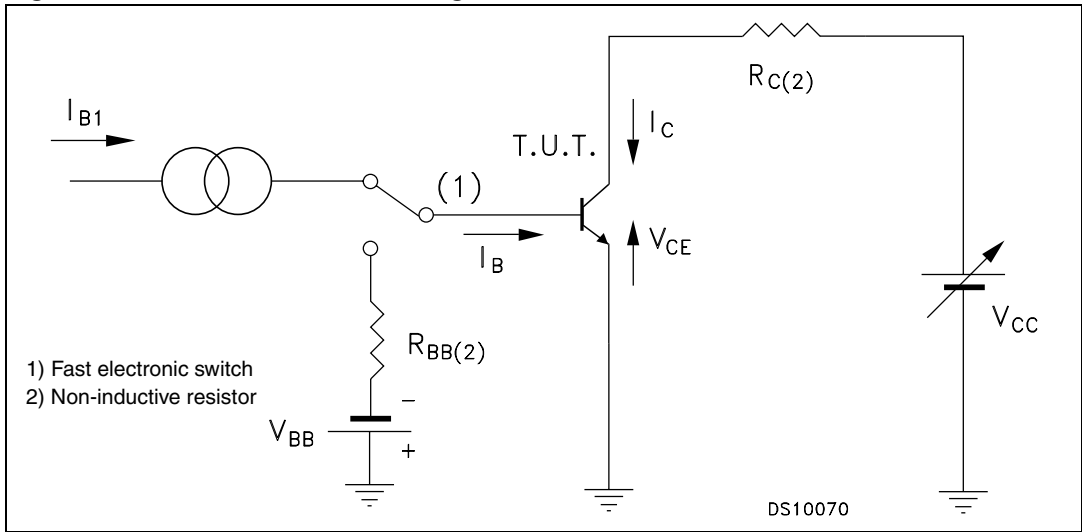 R_C(2)
I_B1
I_C
T.U.T.
(1)
V_CE
I_B
V_CC
R_BB(2)
1) Fast electronic switch
2) Non-inductive resistor
−
V_BB
+
DS10070